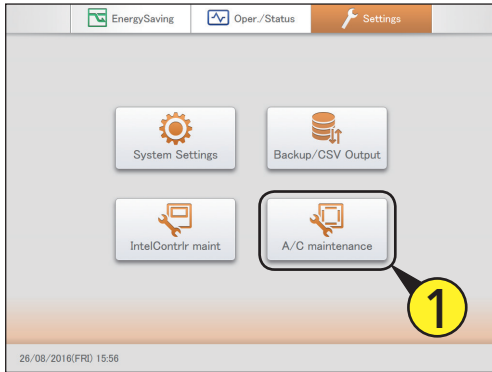 EnergySaving Oper./Status Settings
System Settings Backup/CSV Output
IntelContrlr maint A/C maintenance
1
26/08/2016(FRI) 15:56